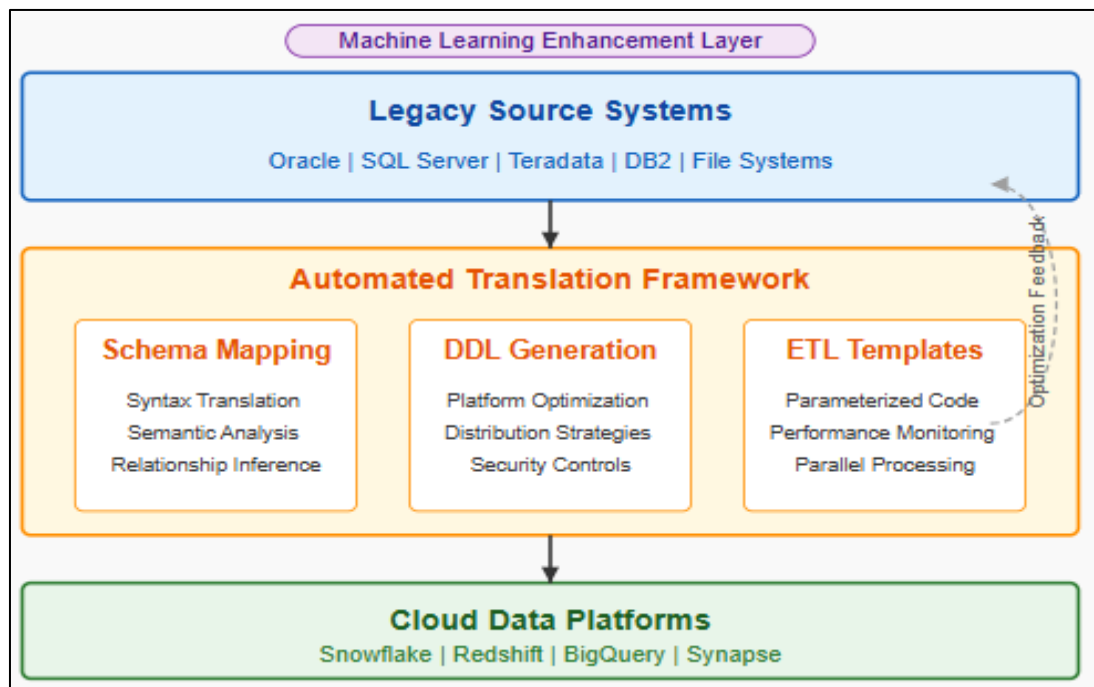 Machine Learning Enhancement Layer
Legacy Source Systems
Oracle | SQL Server | Teradata | DB2 | File Systems
Automated Translation Framework
Schema Mapping
Syntax Translation
Semantic Analysis
Relationship Inference
DDL Generation
Platform Optimization
Distribution Strategies
Security Controls
ETL Templates
Parameterized Code
Performance Monitoring
Parallel Processing
Optimization Feedback
Cloud Data Platforms
Snowflake | Redshift | BigQuery | Synapse